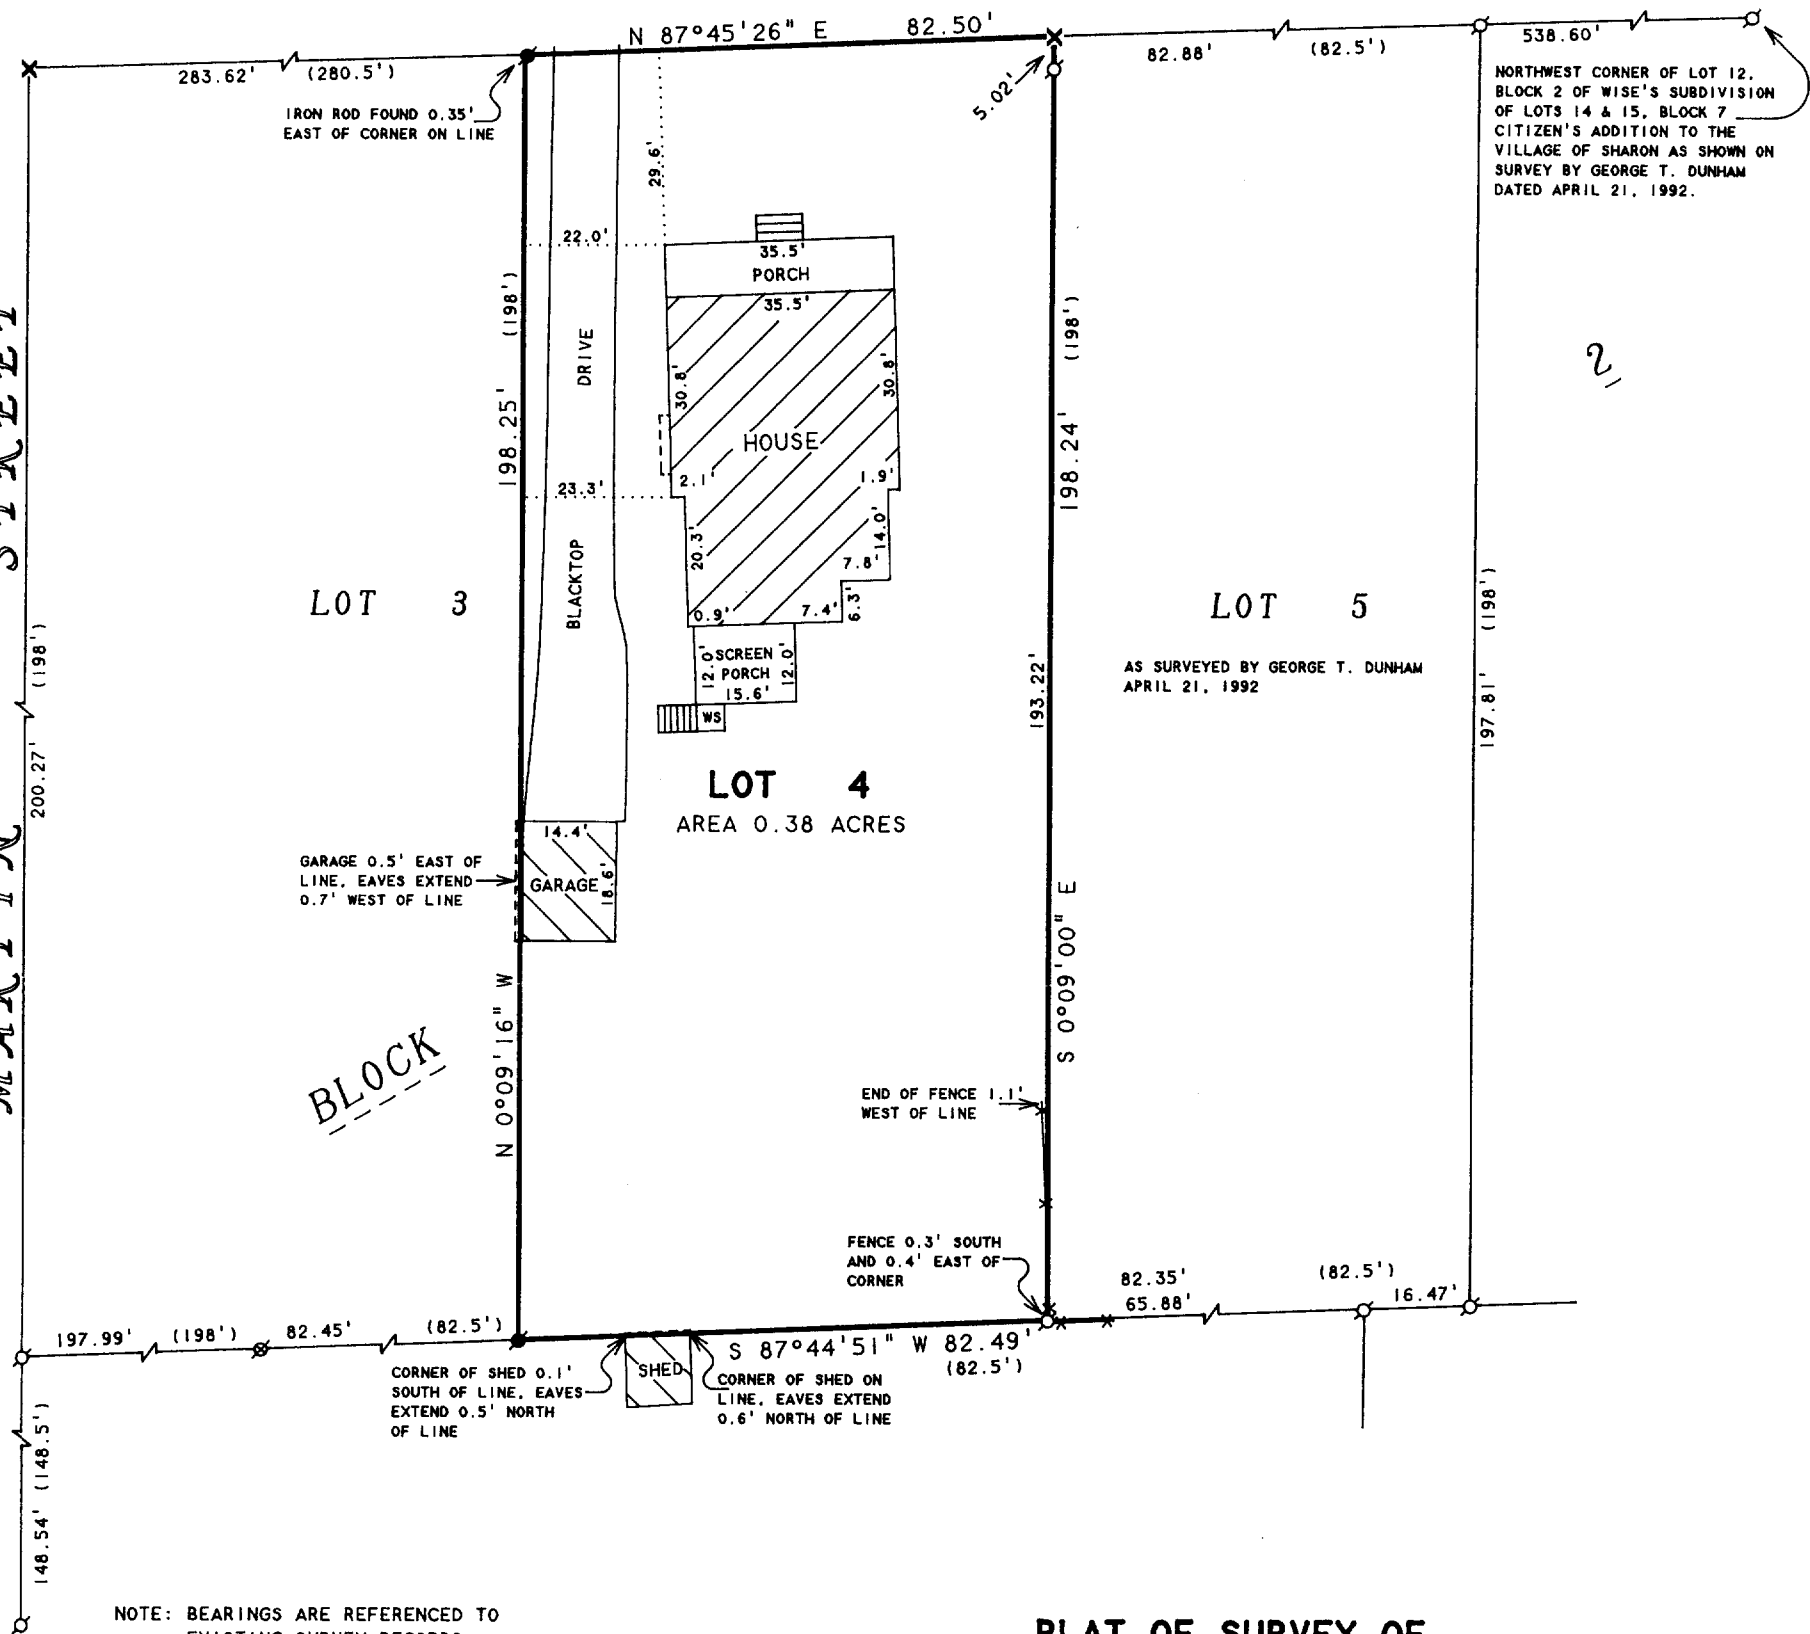 N 87°45'26" E 82.50'
283.62' (280.5')
82.88' (82.5')
538.60'
IRON ROD FOUND 0.35'
EAST OF CORNER ON LINE
5.02'
NORTHWEST CORNER OF LOT 12,
BLOCK 2 OF WISE'S SUBDIVISION
OF LOTS 14 & 15, BLOCK 7
CITIZEN'S ADDITION TO THE
VILLAGE OF SHARON AS SHOWN ON
SURVEY BY GEORGE T. DUNHAM
DATED APRIL 21, 1992.
29.6'
22.0'
35.5'
PORCH
35.5'
198.25' (198')
BLACKTOP DRIVE
30.8'
30.8'
HOUSE
2.1'
1.9'
23.3'
20.3'
14.0'
7.8'
6.3'
0.9'
7.4'
12.0'
SCREEN
PORCH
12.0'
15.6'
WS
198.24' (198')
193.22'
2
MARTIN STREET
200.27' (198')
LOT 3
LOT 5
AS SURVEYED BY GEORGE T. DUNHAM
APRIL 21, 1992
197.81' (198')
LOT 4
AREA 0.38 ACRES
14.4'
GARAGE
18.6'
GARAGE 0.5' EAST OF
LINE, EAVES EXTEND
0.7' WEST OF LINE
N 0°09'16" W
S 0°09'00" E
BLOCK
END OF FENCE 1.1'
WEST OF LINE
FENCE 0.3' SOUTH
AND 0.4' EAST OF
CORNER
82.35' (82.5')
65.88'
16.47'
197.99' (198')
82.45' (82.5')
S 87°44'51" W 82.49'
(82.5')
SHED
CORNER OF SHED 0.1'
SOUTH OF LINE, EAVES
EXTEND 0.5' NORTH
OF LINE
CORNER OF SHED ON
LINE, EAVES EXTEND
0.6' NORTH OF LINE
148.54' (148.5')
NOTE: BEARINGS ARE REFERENCED TO
EXISTING SURVEY RECORDS
PLAT OF SURVEY OF